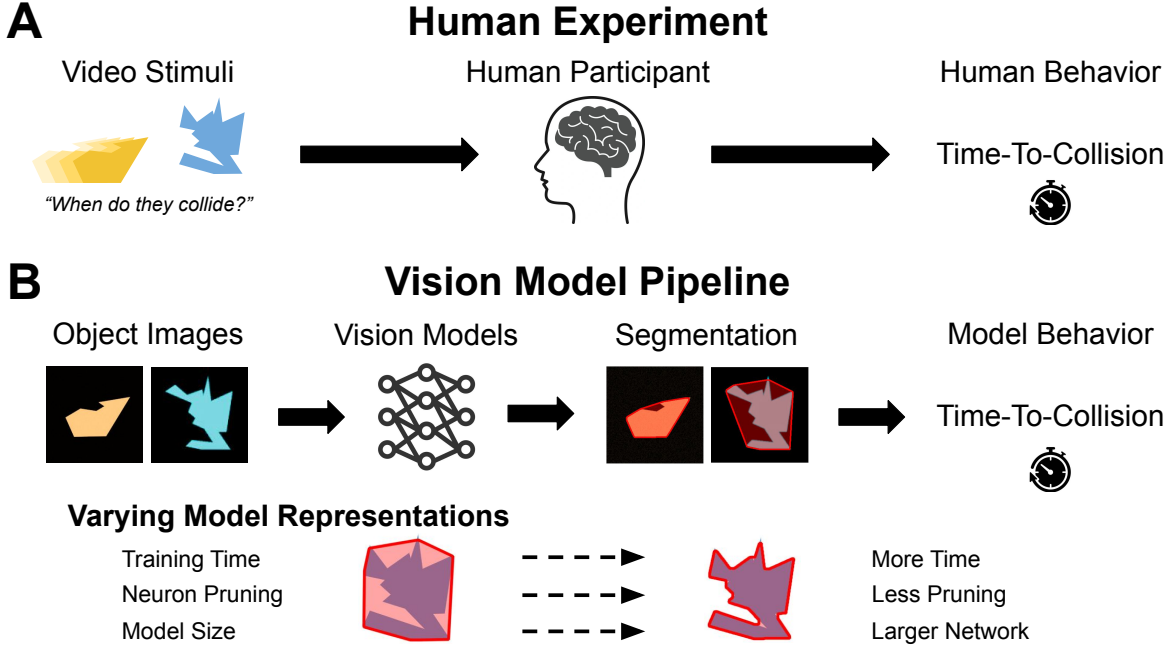 A
Human Experiment
Video Stimuli
Human Participant
Human Behavior
Time-To-Collision
“When do they collide?”
B
Vision Model Pipeline
Object Images
Vision Models
Segmentation
Model Behavior
Time-To-Collision
Varying Model Representations
Training Time
More Time
Neuron Pruning
Less Pruning
Model Size
Larger Network